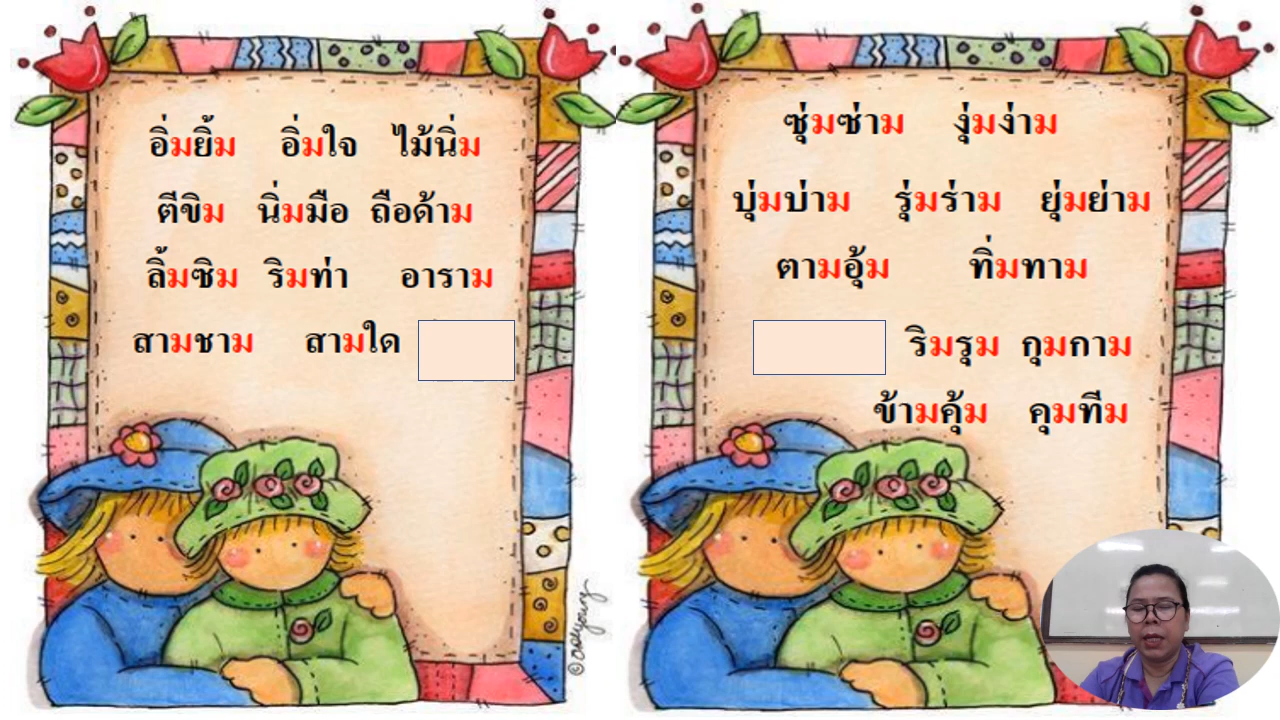 อิ่มยิ้ม อิ่มใจ ไม้นิ่ม
ตีขิม นิ่มมือ ถือด้าม
ลิ้มซิม ริมท่า อาราม
สามชาม สามใด
ซุ่มซ่าม งุ่มง่าม
บุ่มบ่าม รุ่มร่าม ยุ่มย่าม
ตามอุ้ม ทิ่มทาม
ริมรุม กุมกาม
ข้ามคุ้ม คุมทีม